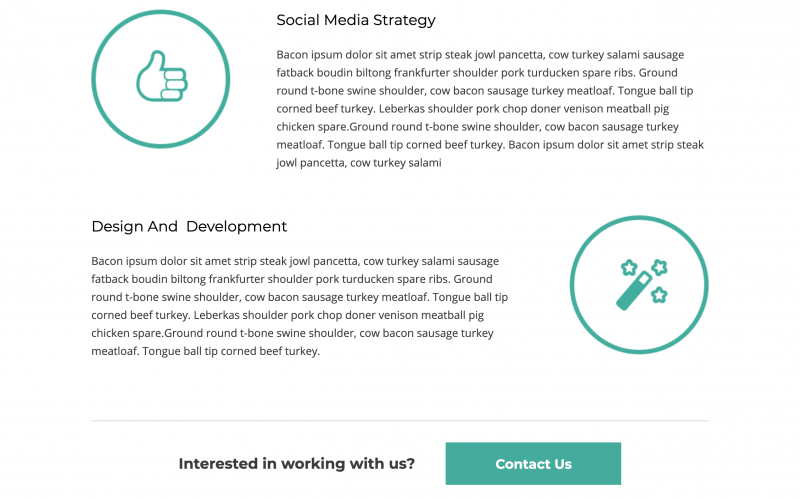 Social Media Strategy
Bacon ipsum dolor sit amet strip steak jowl pancetta, cow turkey salami sausage
fatback boudin biltong frankfurter shoulder pork turducken spare ribs. Ground
round t-bone swine shoulder, cow bacon sausage turkey meatloaf. Tongue ball tip
corned beef turkey. Leberkas shoulder pork chop doner venison meatball pig
chicken spare.Ground round t-bone swine shoulder, cow bacon sausage turkey
meatloaf. Tongue ball tip corned beef turkey. Bacon ipsum dolor sit amet strip steak
jowl pancetta, cow turkey salami
Design And  Development
Bacon ipsum dolor sit amet strip steak jowl pancetta, cow turkey salami sausage
fatback boudin biltong frankfurter shoulder pork turducken spare ribs. Ground
round t-bone swine shoulder, cow bacon sausage turkey meatloaf. Tongue ball tip
corned beef turkey. Leberkas shoulder pork chop doner venison meatball pig
chicken spare.Ground round t-bone swine shoulder, cow bacon sausage turkey
meatloaf. Tongue ball tip corned beef turkey.
Interested in working with us?
Contact Us